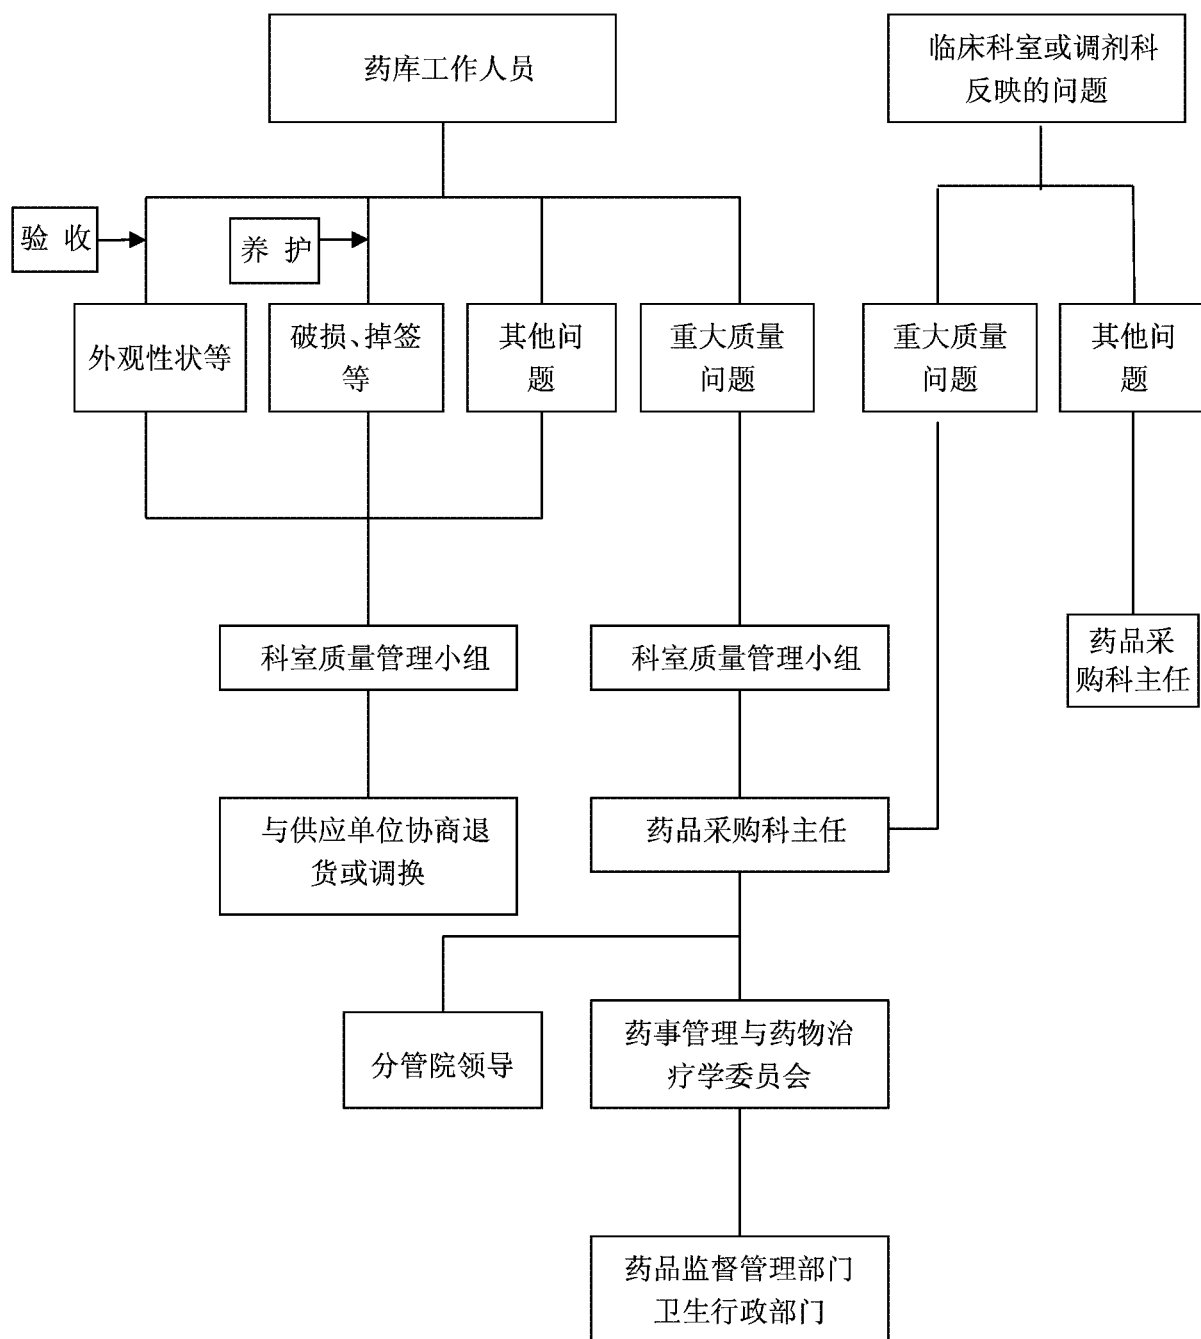 药库工作人员
临床科室或调剂科
反映的问题
验 收
养 护
外观性状等
破损、掉签
等
其他问
题
重大质量
问题
重大质量
问题
其他问
题
科室质量管理小组
科室质量管理小组
药品采
购科主任
与供应单位协商退
货或调换
药品采购科主任
分管院领导
药事管理与药物治
疗学委员会
药品监督管理部门
卫生行政部门